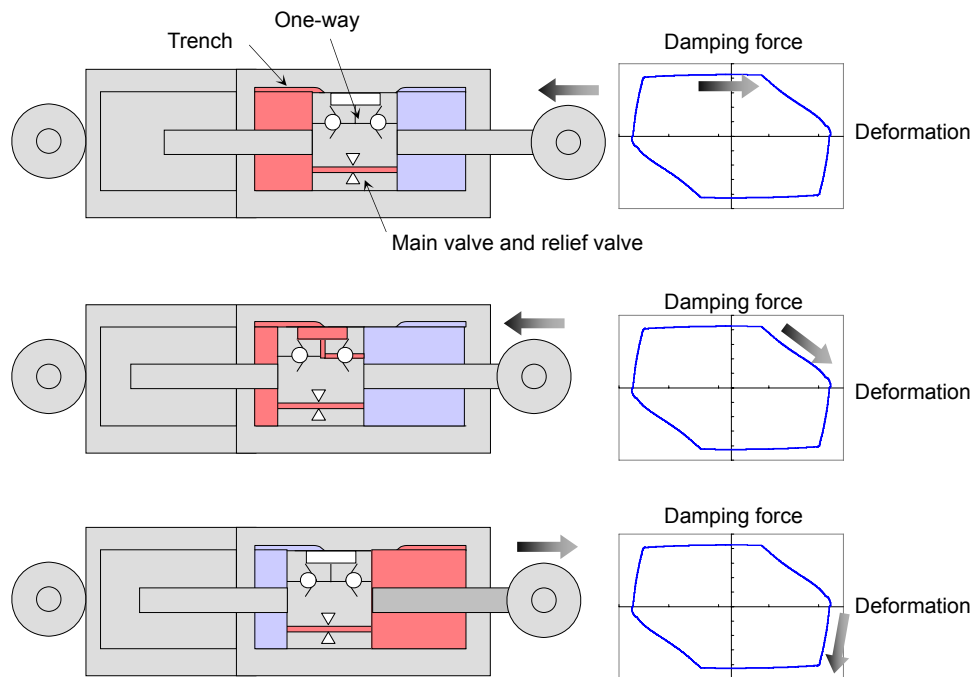 One-way
Trench
Damping force
Deformation
Main valve and relief valve
Damping force
Deformation
Damping force
Deformation